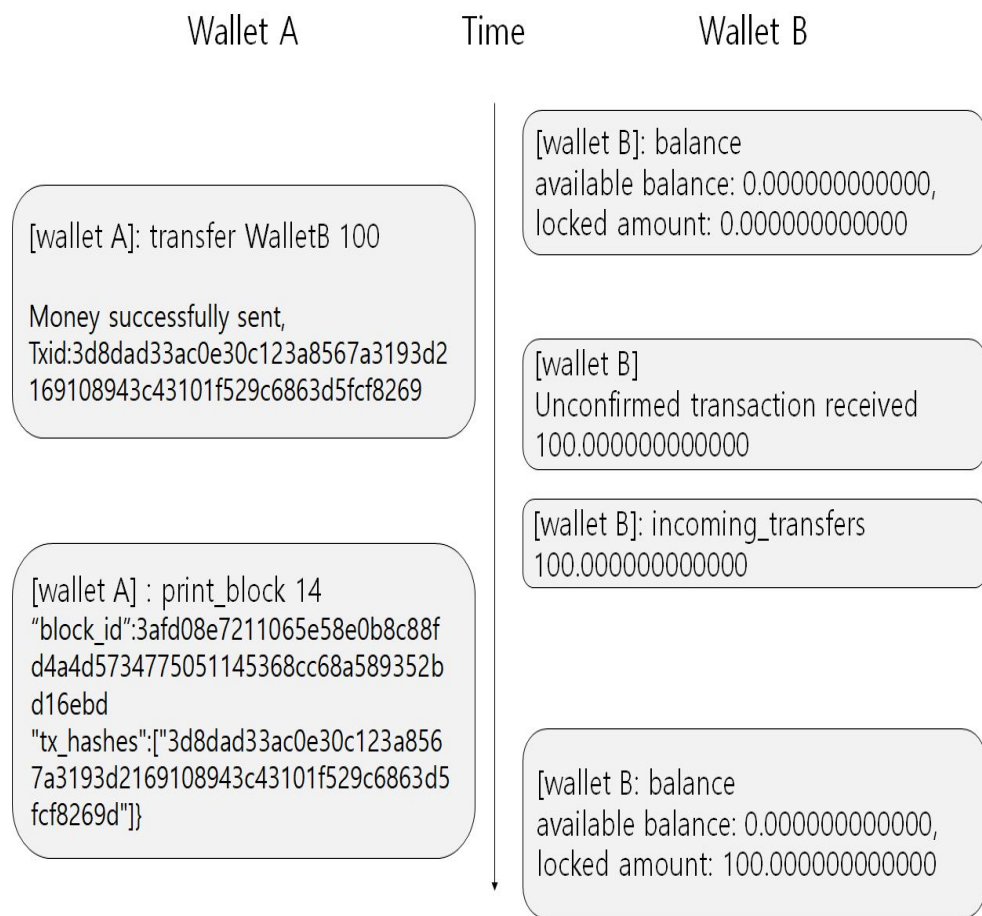 Wallet A Time Wallet B
[wallet B]: balance
available balance: 0.000000000000,
locked amount: 0.000000000000
[wallet A]: transfer WalletB 100
Money successfully sent,
Txid:3d8dad33ac0e30c123a8567a3193d2
169108943c43101f529c6863d5fcf8269
[wallet B]
Unconfirmed transaction received
100.000000000000
[wallet B]: incoming_transfers
100.000000000000
[wallet A] : print_block 14
“block_id”:3afd08e7211065e58e0b8c88f
d4a4d5734775051145368cc68a589352b
d16ebd
"tx_hashes":["3d8dad33ac0e30c123a856
7a3193d2169108943c43101f529c6863d5
fcf8269d"]}
[wallet B: balance
available balance: 0.000000000000,
locked amount: 100.000000000000